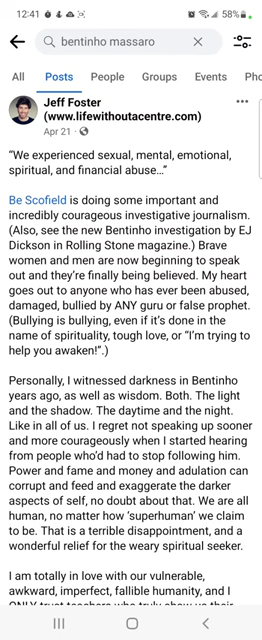 12:41
58%
bentinho massaro
All Posts People Groups Events Pho
Jeff Foster
(www.lifewithoutacentre.com)
Apr 21 ·
“We experienced sexual, mental, emotional,
spiritual, and financial abuse…”
Be Scofield is doing some important and
incredibly courageous investigative journalism.
(Also, see the new Bentinho investigation by EJ
Dickson in Rolling Stone magazine.) Brave
women and men are now beginning to speak
out and they’re finally being believed. My heart
goes out to anyone who has ever been abused,
damaged, bullied by ANY guru or false prophet.
(Bullying is bullying, even if it’s done in the
name of spirituality, tough love, or “I’m trying to
help you awaken!”.)
Personally, I witnessed darkness in Bentinho
years ago, as well as wisdom. Both. The light
and the shadow. The daytime and the night.
Like in all of us. I regret not speaking up sooner
and more courageously when I started hearing
from people who’d had to stop following him.
Power and fame and money and adulation can
corrupt and feed and exaggerate the darker
aspects of self, no doubt about that. We are all
human, no matter how ‘superhuman’ we claim
to be. That is a terrible disappointment, and a
wonderful relief for the weary spiritual seeker.
I am totally in love with our vulnerable,
awkward, imperfect, fallible humanity, and I
ONLY trust teachers who truly show us their